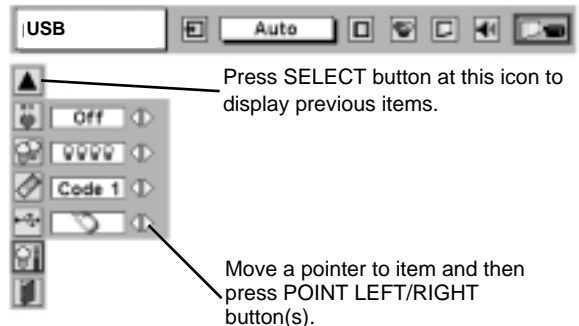 USB
Auto
Press SELECT button at this icon to
display previous items.
Off
Code 1
Move a pointer to item and then
press POINT LEFT/RIGHT
button(s).